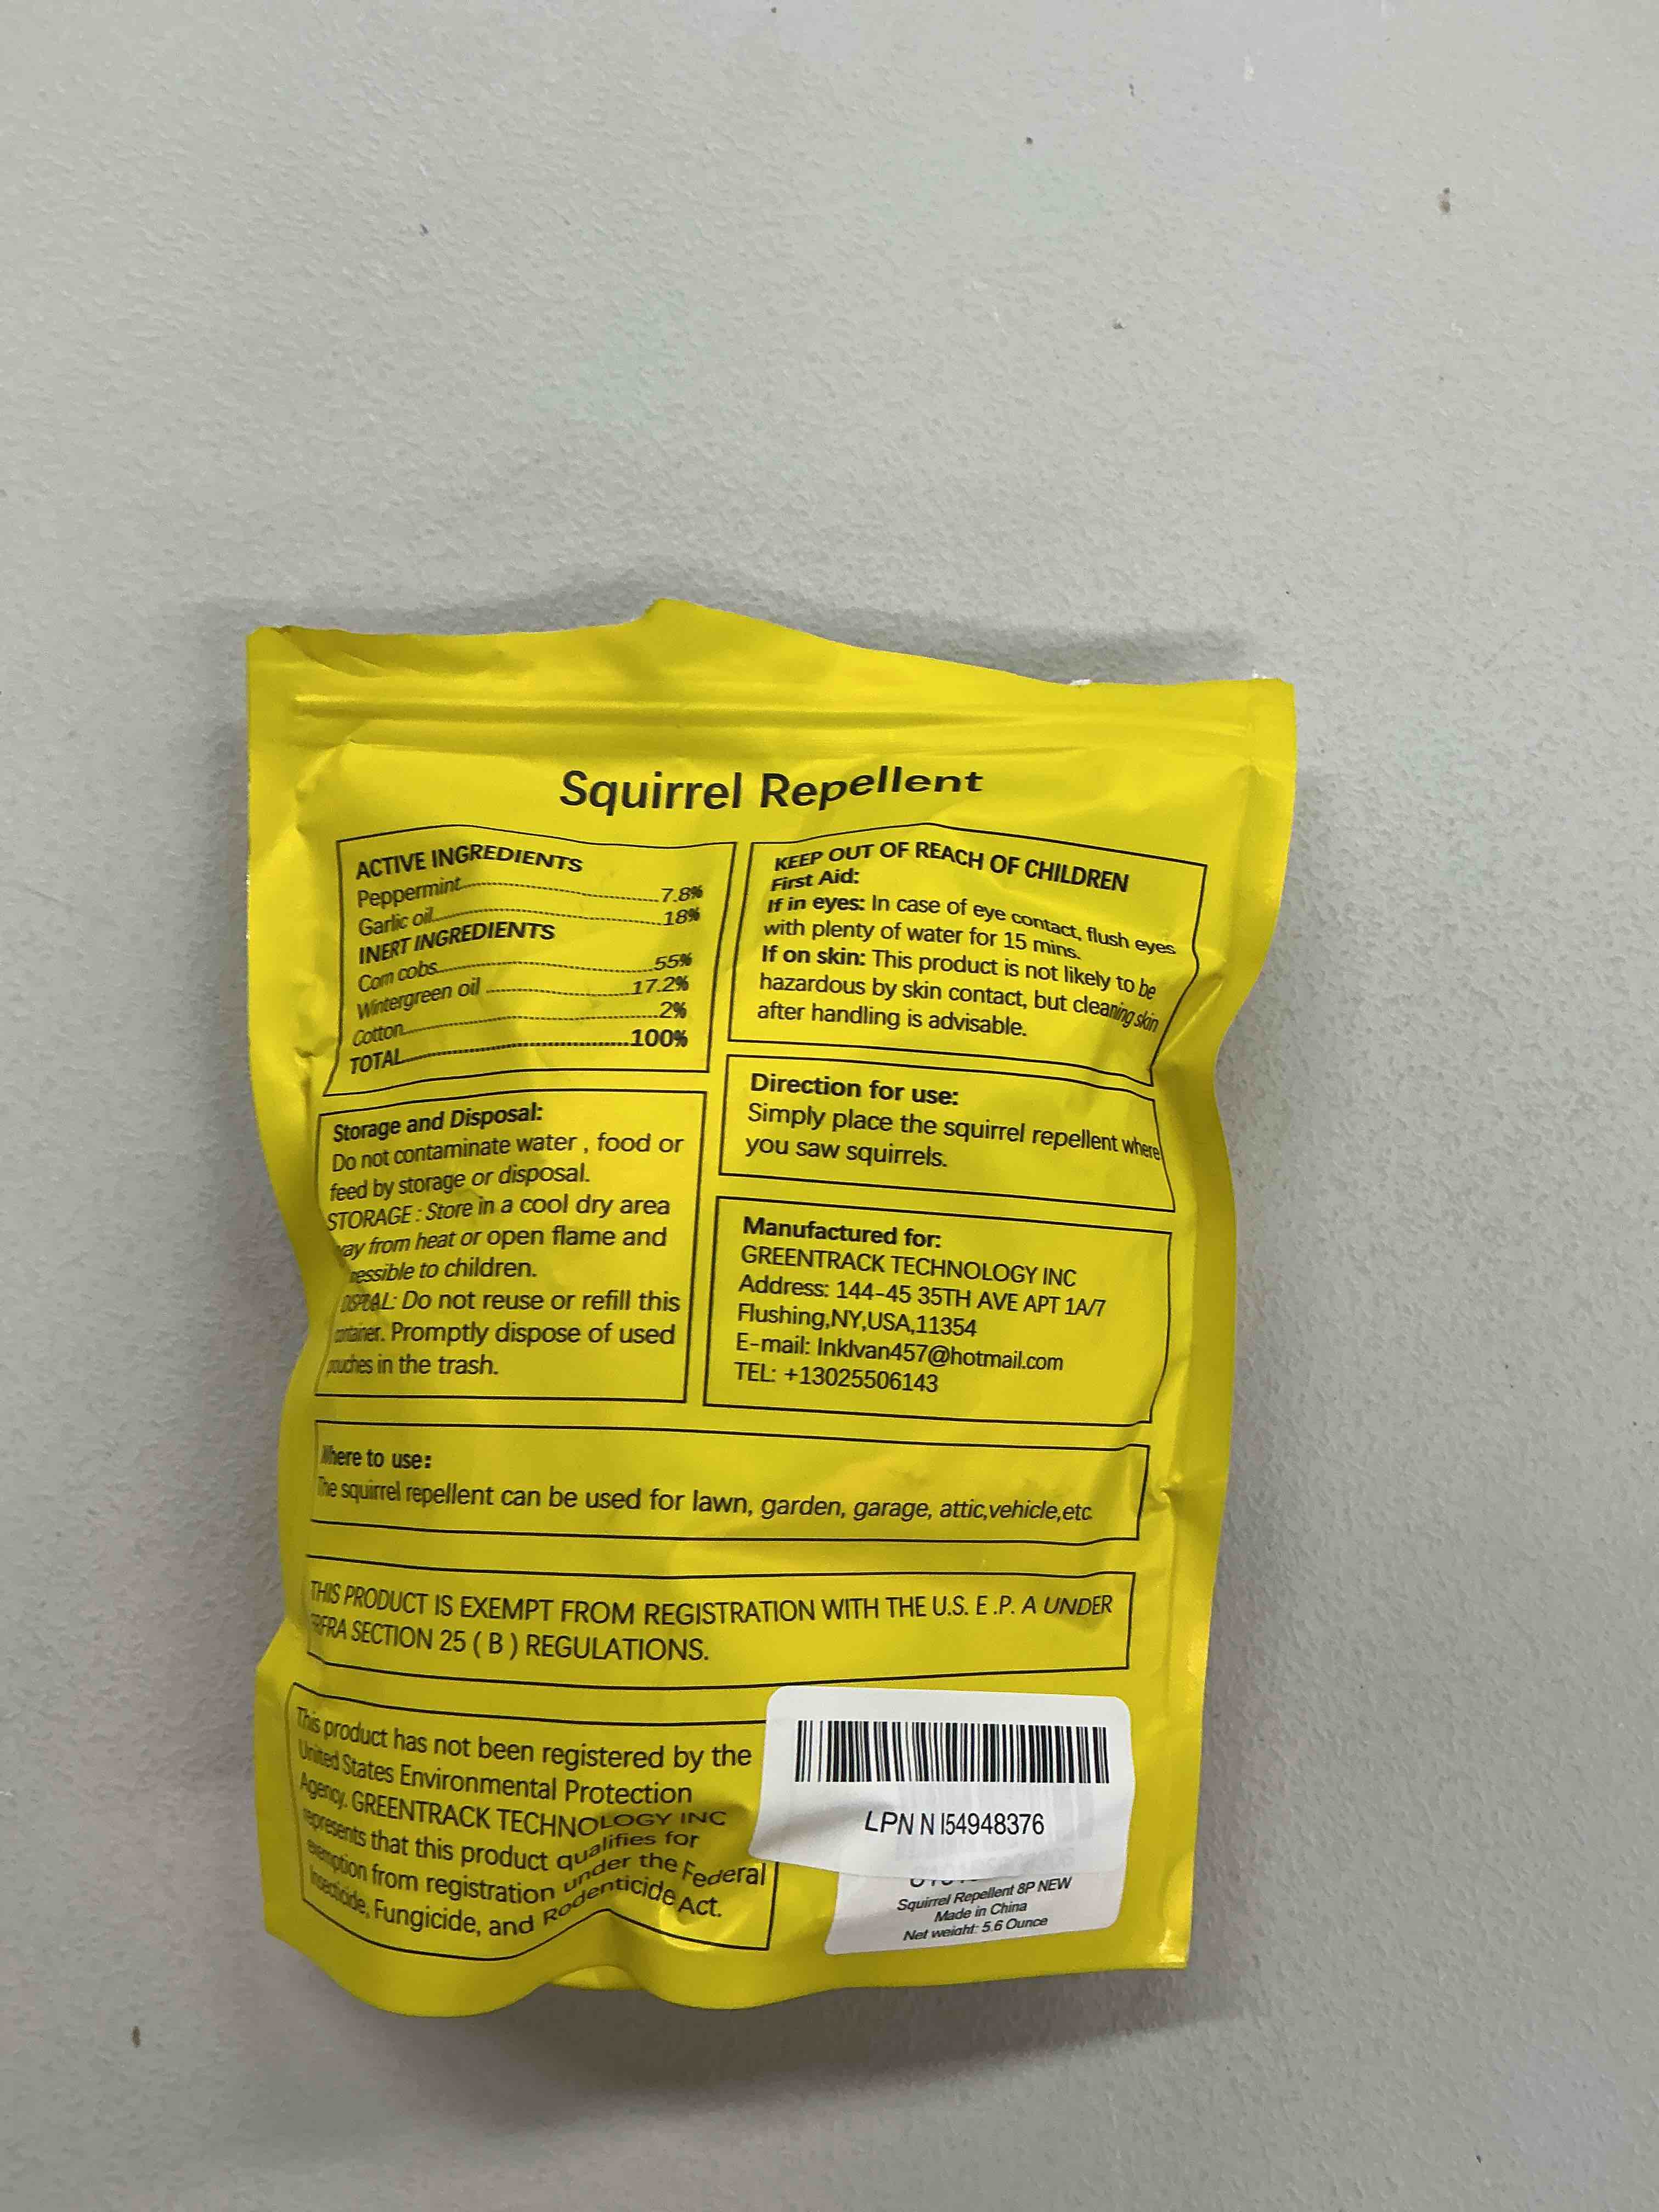 Squirrel Repellent
ACTIVE INGREDIENTS
Peppermint 7.8%
Garlic oil 18%
INERT INGREDIENTS
Corn cobs 55%
Wintergreen oil 17.2%
Cotton 2%
TOTAL 100%
KEEP OUT OF REACH OF CHILDREN
First Aid:
If in eyes: In case of eye contact, flush eyes
with plenty of water for 15 mins.
If on skin: This product is not likely to be
hazardous by skin contact, but cleaning skin
after handling is advisable.
Storage and Disposal:
Do not contaminate water , food or
feed by storage or disposal.
STORAGE : Store in a cool dry area
from heat or open flame and
to children.
DISPOSAL: Do not reuse or refill this
container. Promptly dispose of used
pouches in the trash.
Direction for use:
Simply place the squirrel repellent where
you saw squirrels.
Manufactured for:
GREENTRACK TECHNOLOGY INC
Address: 144-45 35TH AVE APT 1A/7
Flushing,NY,USA,11354
E-mail: Inklvan457@hotmail.com
TEL: +13025506143
Where to use:
The squirrel repellent can be used for lawn, garden, garage, attic,vehicle,etc
THIS PRODUCT IS EXEMPT FROM REGISTRATION WITH THE U.S. E .P. A UNDER
SECTION 25 ( B ) REGULATIONS.
This product has not been registered by the
United States Environmental Protection
Agency. GREENTRACK TECHNOLOGY INC
represents that this product qualifies for
exemption from registration under the Federal
Insecticide, Fungicide, and Rodenticide Act.
LPN N I54948376
Squirrel Repellent 8P NEW
Made in China
Net weight: 5.6 Ounce